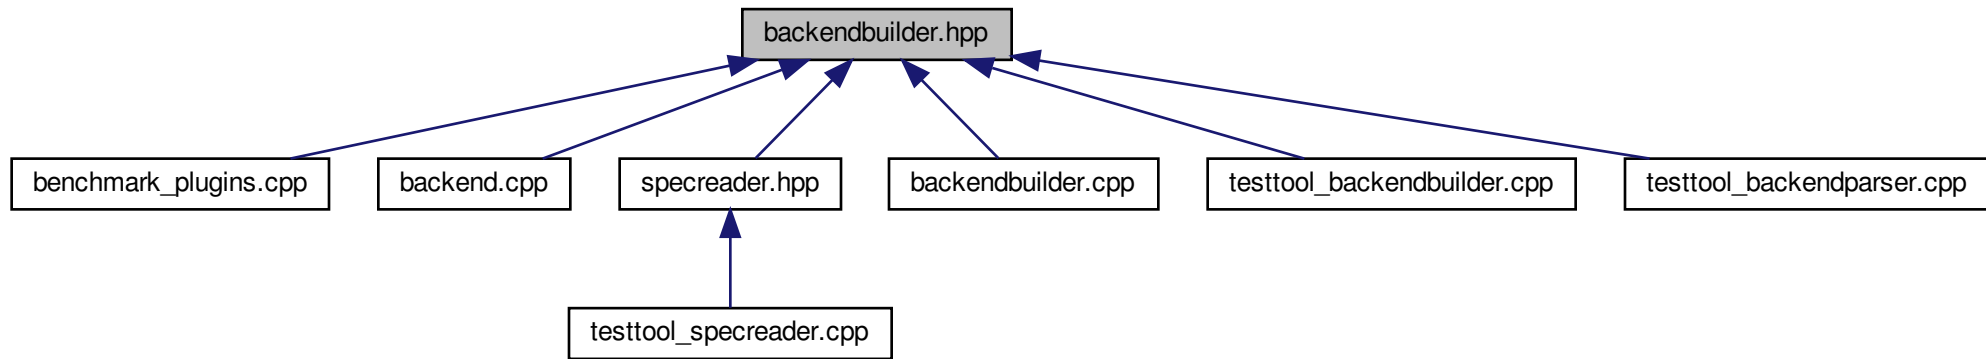 backendbuilder.hpp
benchmark_plugins.cpp
backend.cpp
specreader.hpp
backendbuilder.cpp
testtool_backendbuilder.cpp
testtool_backendparser.cpp
testtool_specreader.cpp